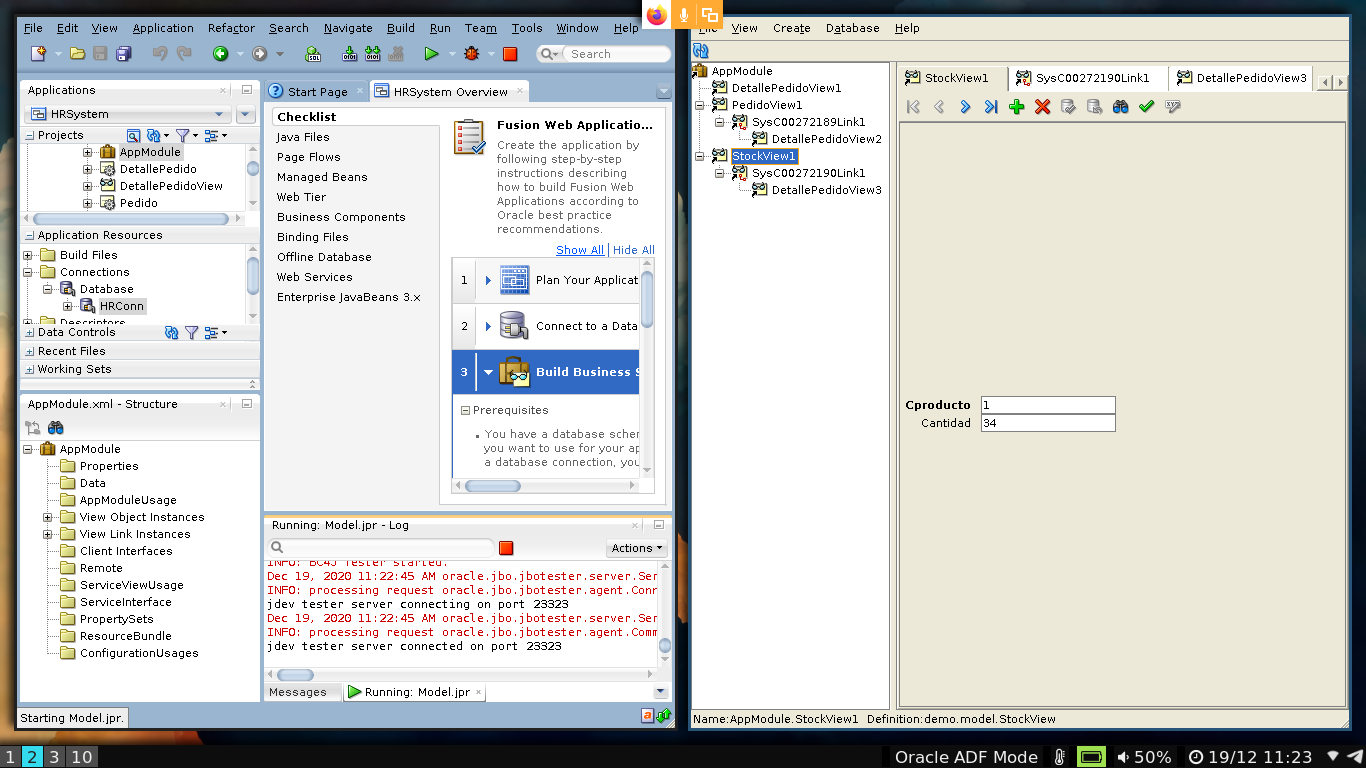 File Edit View Application Refactor Search Navigate Build Run Team Tools Window Help
Search
Applications
HRSystem
Projects
AppModule
DetallePedido
DetallePedidoView
Pedido
Application Resources
Build Files
Connections
Database
HRConn
Descriptors
Data Controls
Recent Files
Working Sets
AppModule.xml - Structure
AppModule
Properties
Data
AppModuleUsage
View Object Instances
View Link Instances
Client Interfaces
Remote
ServiceViewUsage
ServiceInterface
PropertySets
ResourceBundle
ConfigurationUsages
Starting Model.jpr.
Start Page
HRSystem Overview
Checklist
Java Files
Page Flows
Managed Beans
Web Tier
Business Components
Binding Files
Offline Database
Web Services
Enterprise JavaBeans 3.x
Fusion Web Applicatio...
Create the application by
following step-by-step
instructions describing
how to build Fusion Web
Applications according to
Oracle best practice
recommendations.
Show All | Hide All
1 Plan Your Applicat
2 Connect to a Data
3 Build Business S
Prerequisites
You have a database scher
you want to use for your ap
a database connection, you
Running: Model.jpr - Log
Actions
INFO: BC4J Tester started.
Dec 19, 2020 11:22:45 AM oracle.jbo.jbotester.server.Ser
INFO: processing request oracle.jbo.jbotester.agent.Conn
jdev tester server connecting on port 23323
Dec 19, 2020 11:22:45 AM oracle.jbo.jbotester.server.Ser
INFO: processing request oracle.jbo.jbotester.agent.Comm
jdev tester server connected on port 23323
Messages
Running: Model.jpr
View Create Database Help
AppModule
DetallePedidoView1
PedidoView1
SysC00272189Link1
DetallePedidoView2
StockView1
SysC00272190Link1
DetallePedidoView3
StockView1
SysC00272190Link1
DetallePedidoView3
Cproducto 1
Cantidad 34
Name:AppModule.StockView1 Definition:demo.model.StockView
1 2 3 10
Oracle ADF Mode
50%
19/12 11:23